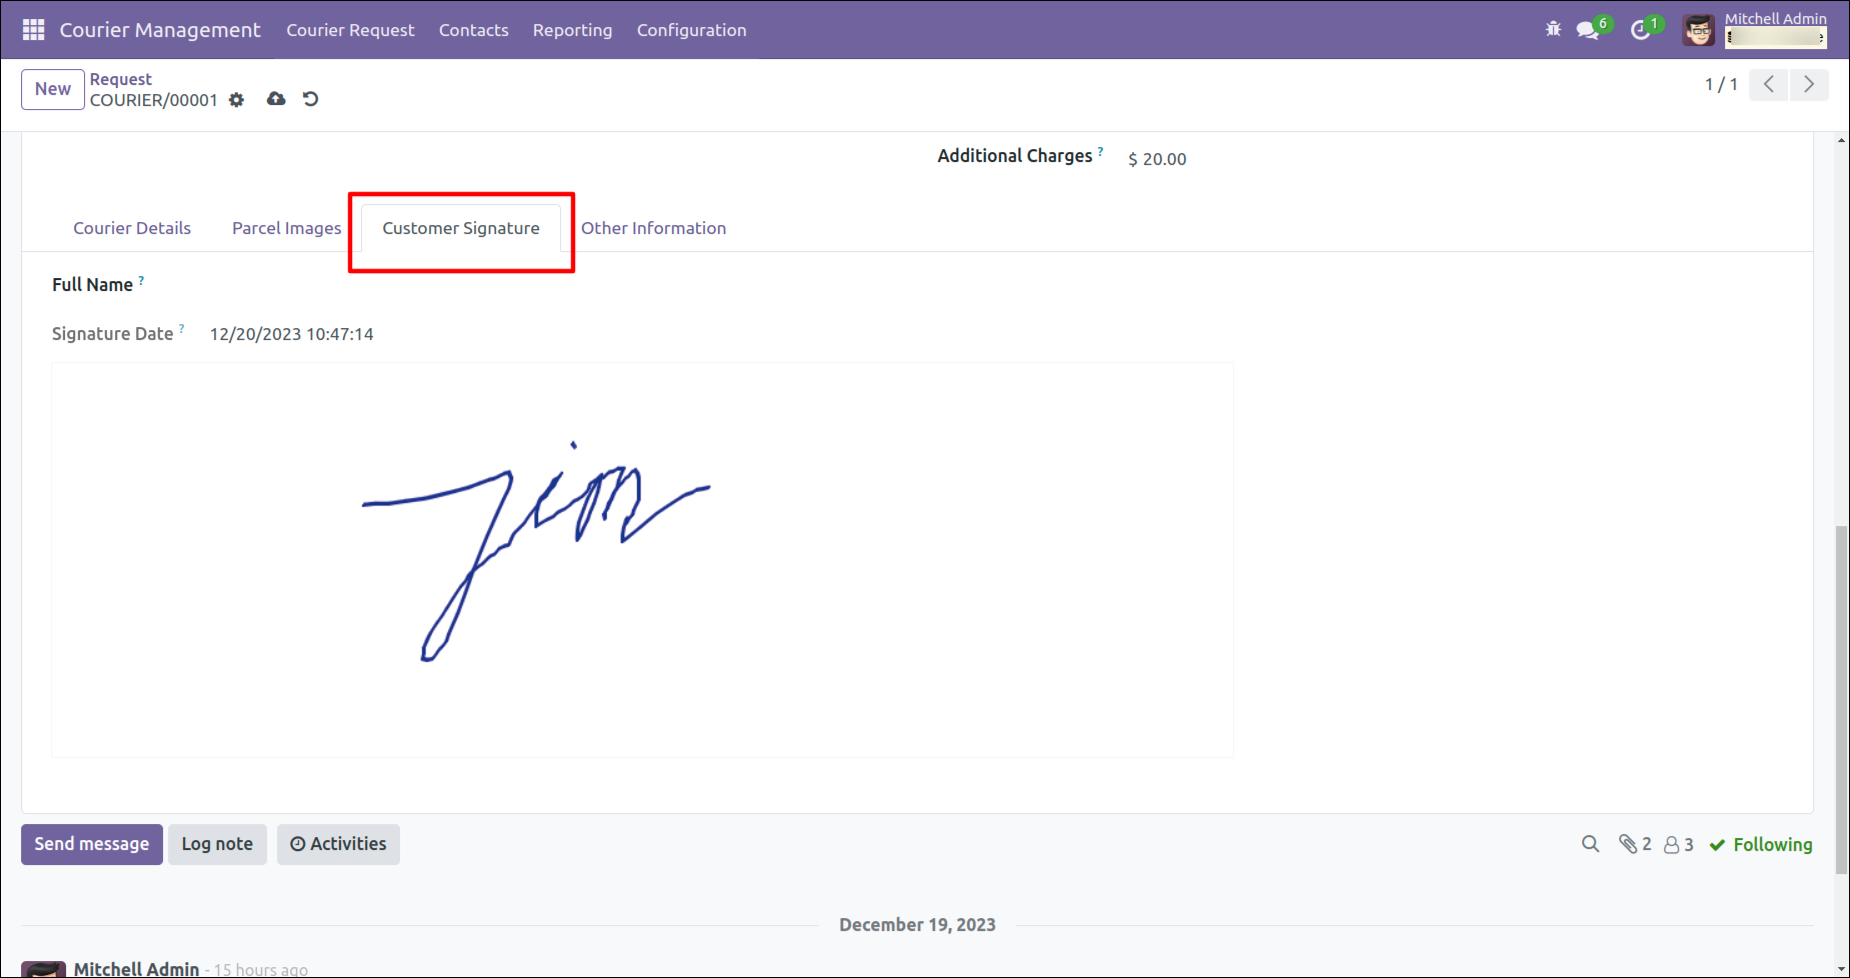 Courier Management Courier Request Contacts Reporting Configuration 6 1 Mitchell Admin
New Request 1 / 1
COURIER/00001
Additional Charges ? $ 20.00
Courier Details Parcel Images Customer Signature Other Information
Full Name ?
Signature Date ? 12/20/2023 10:47:14
Jim
Send message Log note Activities 2 3 Following
December 19, 2023
Mitchell Admin - 15 hours ago